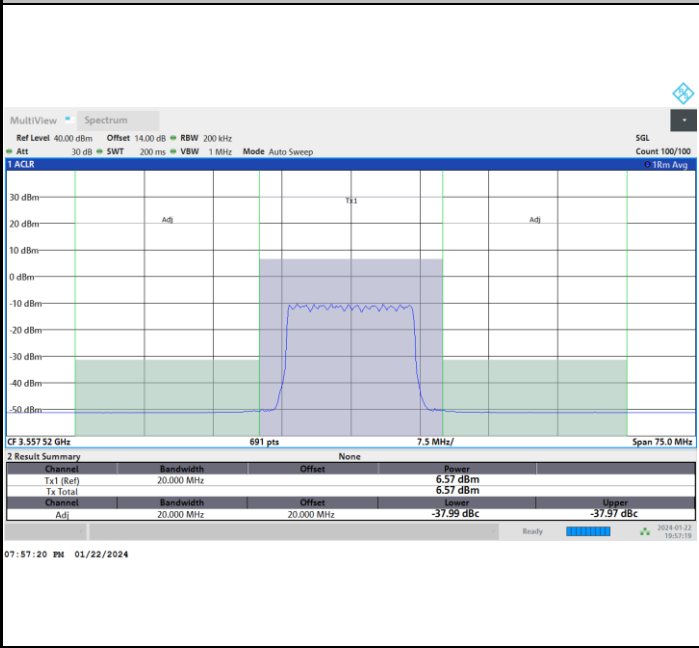 MultiView Spectrum
Ref Level 40.00 dBm Offset 14.00 dB RBW 200 kHz SGL
Att 30 dB SWT 200 ms VBW 1 MHz Mode Auto Sweep Count 100/100
1 ACLR 1Rm Avg
30 dBm
Tx1
20 dBm
Adj Adj
10 dBm
0 dBm
-10 dBm
-20 dBm
-30 dBm
-40 dBm
-50 dBm
CF 3.557 52 GHz 691 pts 7.5 MHz/ Span 75.0 MHz
2 Result Summary None
Channel Bandwidth Offset Power
Tx1 (Ref) 20.000 MHz 6.57 dBm
Tx Total 6.57 dBm
Channel Bandwidth Offset Lower Upper
Adj 20.000 MHz 20.000 MHz -37.99 dBc -37.97 dBc
Ready 2024-01-22
19:57:19
07:57:20 PM 01/22/2024